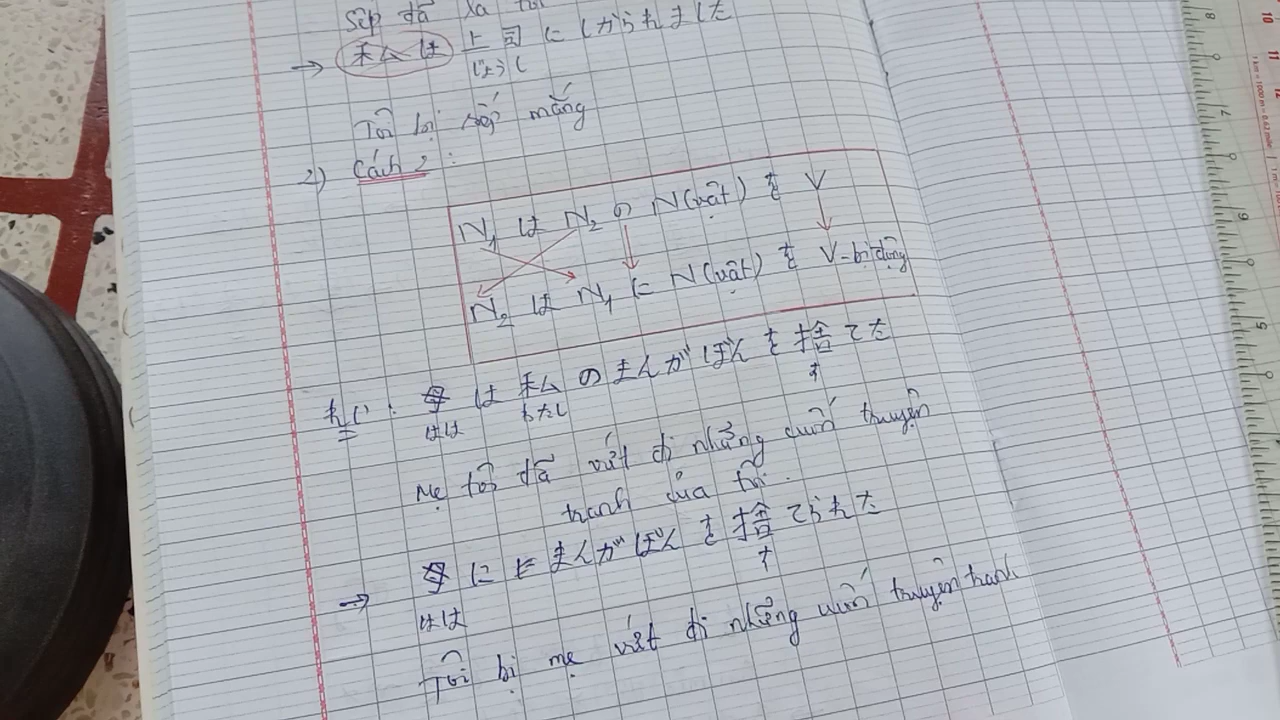 Sếp đã la tôi
→ 私は 上司にしかられました
じょうし
Tôi bị sếp mắng
2) Cách 2:
N1 は N2 の N(vật) を V
N2 は N1 に N(vật) を V-bị động
れい: 母は 私のまんがぼんを捨てた
はは わたし す
Mẹ tôi đã vứt đi những cuốn truyện
tranh của tôi.
→ 母に まんがぼんを捨てられた
はは す
Tôi bị mẹ vứt đi những cuốn truyện tranh